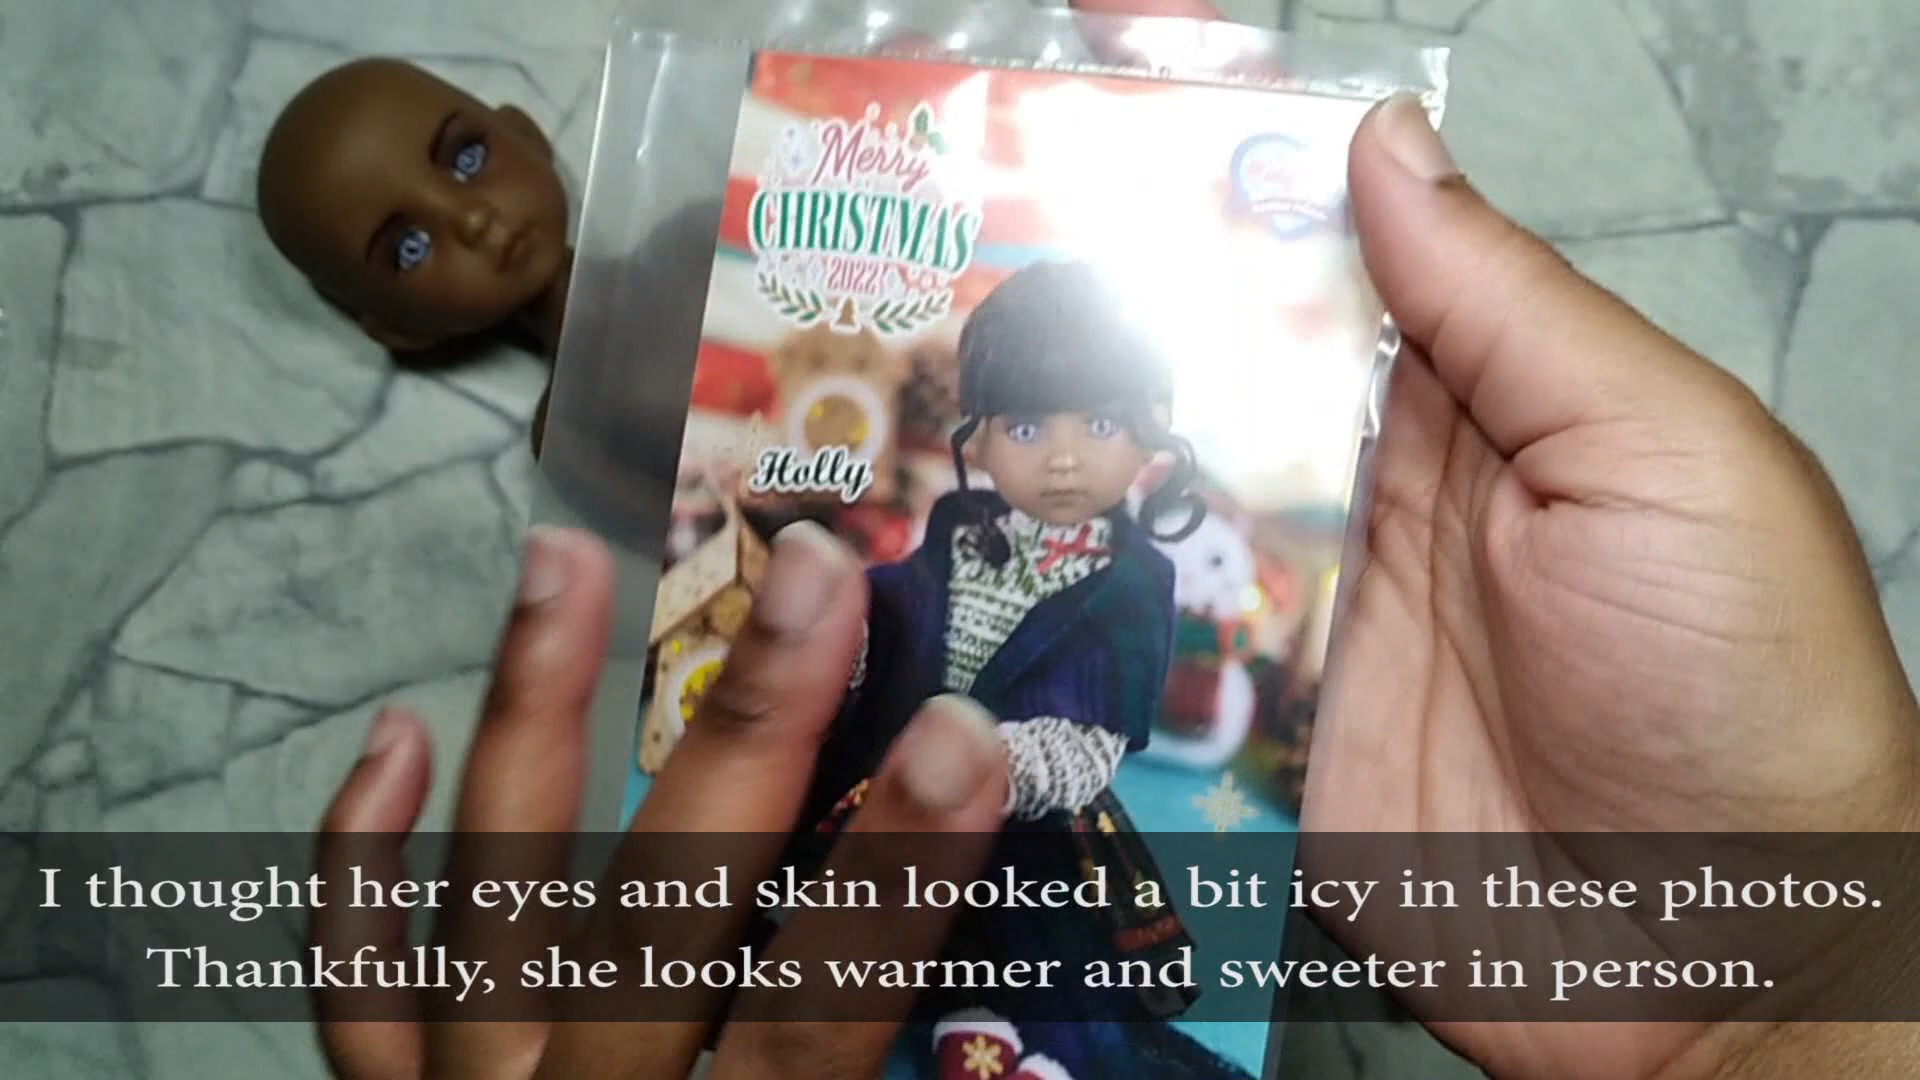 Merry
CHRISTMAS
2022
Holly
I thought her eyes and skin looked a bit icy in these photos.
Thankfully, she looks warmer and sweeter in person.